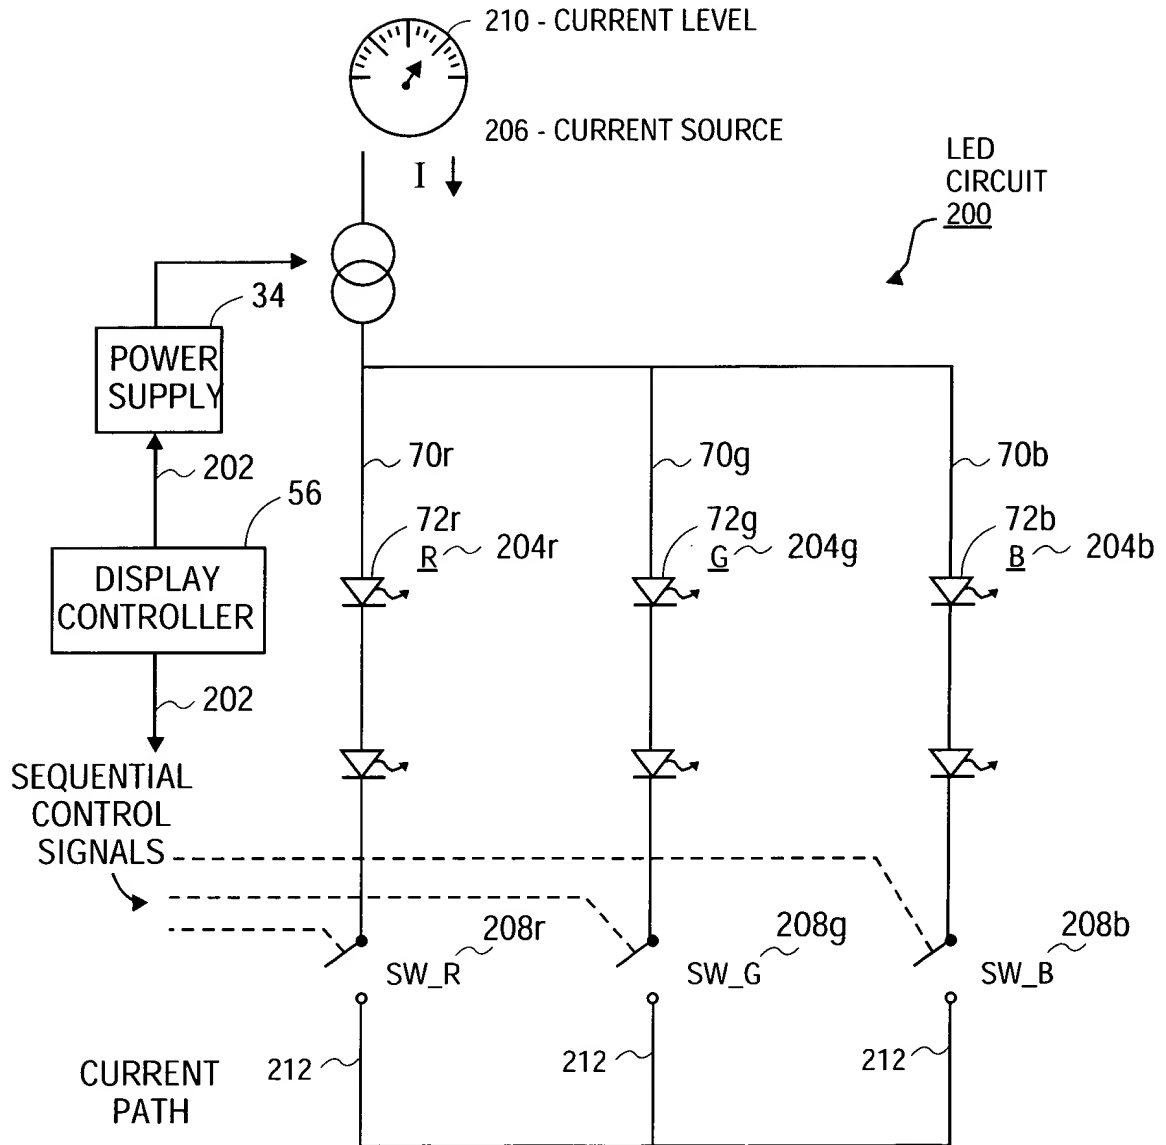 210 - CURRENT LEVEL
206 - CURRENT SOURCE
I
LED
CIRCUIT
200
34
POWER
SUPPLY
202
56
DISPLAY
CONTROLLER
202
70r
70g
70b
72r
R
204r
72g
G
204g
72b
B
204b
SEQUENTIAL
CONTROL
SIGNALS
208r
SW_R
208g
SW_G
208b
SW_B
CURRENT
PATH
212
212
212